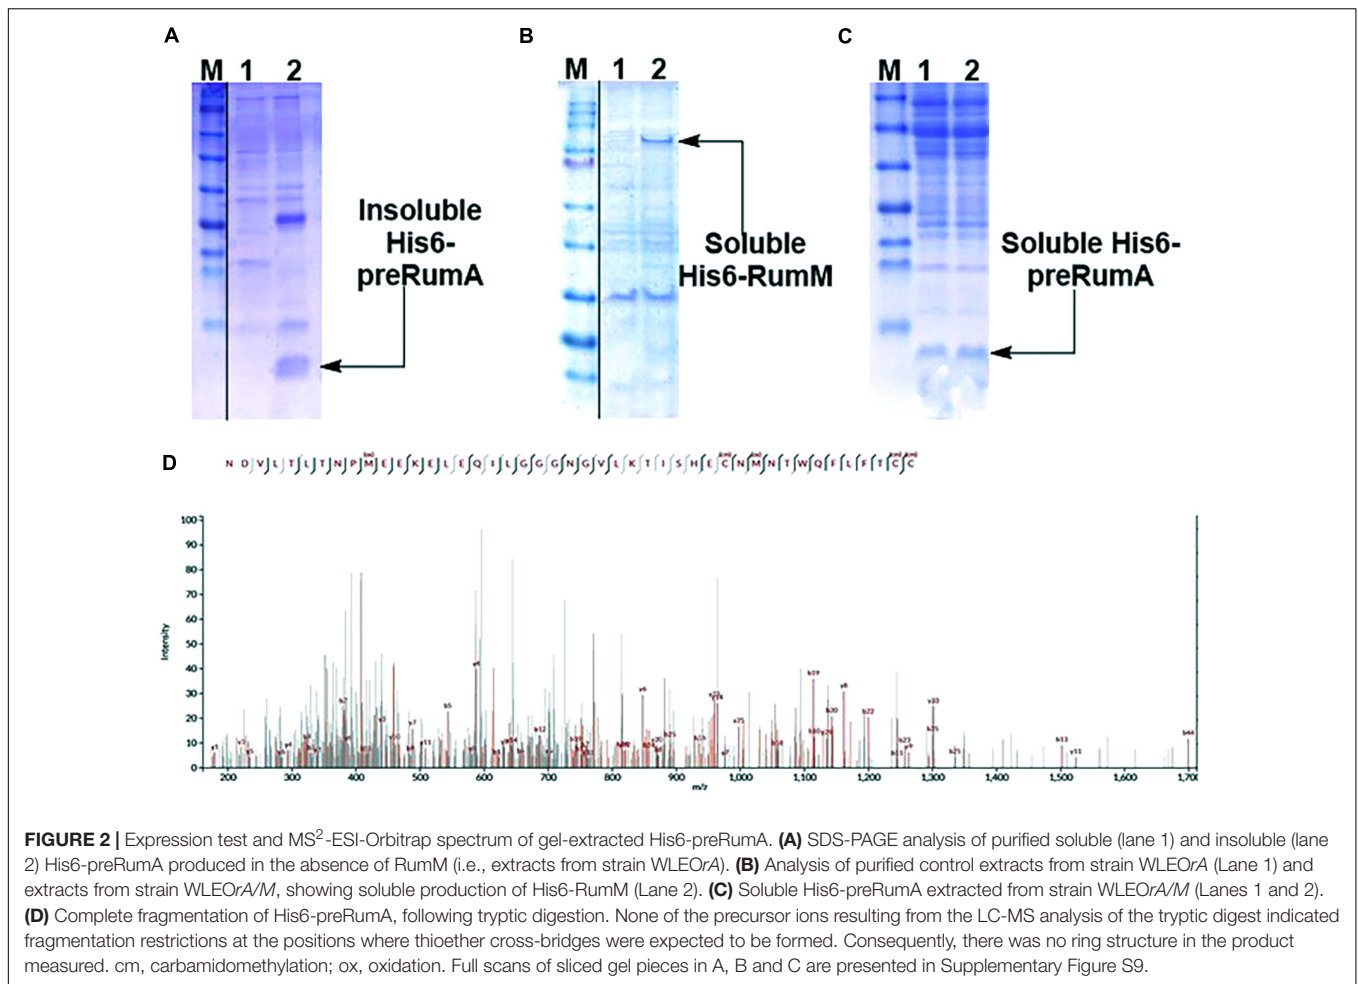 A
B
C
M 1 2
M 1 2
M 1 2
Insoluble
His6-
preRumA
Soluble
His6-RumM
Soluble His6-
preRumA
D
N D V L T L T N P M E E K E L E Q I L G G G N G V L K T I S H E C N M N T W Q F L F T C C
100
90
80
70
60
50
40
30
20
10
0
Intensity
200 300 400 500 600 700 800 900 1,000 1,100 1,200 1,300 1,400 1,500 1,600 1,70
m/z
FIGURE 2 | Expression test and MS²-ESI-Orbitrap spectrum of gel-extracted His6-preRumA. (A) SDS-PAGE analysis of purified soluble (lane 1) and insoluble (lane
2) His6-preRumA produced in the absence of RumM (i.e., extracts from strain WLEOrA). (B) Analysis of purified control extracts from strain WLEOrA (Lane 1) and
extracts from strain WLEOrA/M, showing soluble production of His6-RumM (Lane 2). (C) Soluble His6-preRumA extracted from strain WLEOrA/M (Lanes 1 and 2).
(D) Complete fragmentation of His6-preRumA, following tryptic digestion. None of the precursor ions resulting from the LC-MS analysis of the tryptic digest indicated
fragmentation restrictions at the positions where thioether cross-bridges were expected to be formed. Consequently, there was no ring structure in the product
measured. cm, carbamidomethylation; ox, oxidation. Full scans of sliced gel pieces in A, B and C are presented in Supplementary Figure S9.